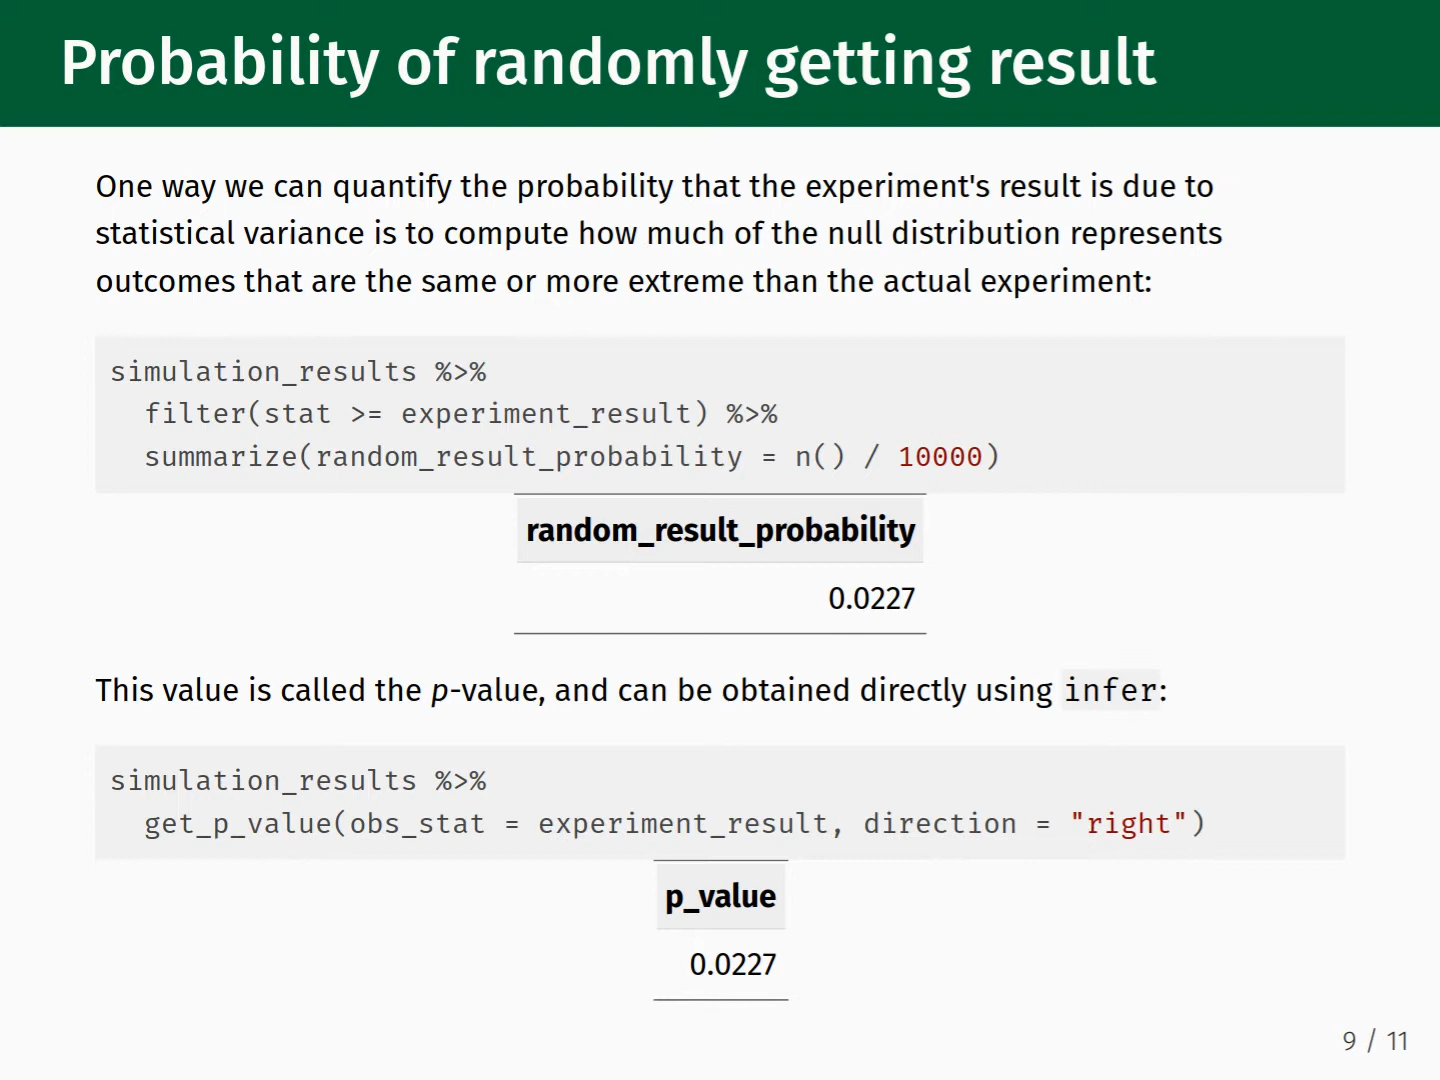 Probability of randomly getting result
One way we can quantify the probability that the experiment's result is due to
statistical variance is to compute how much of the null distribution represents
outcomes that are the same or more extreme than the actual experiment:
simulation_results %>%
  filter(stat >= experiment_result) %>%
  summarize(random_result_probability = n() / 10000)
random_result_probability
0.0227
This value is called the p-value, and can be obtained directly using infer:
simulation_results %>%
  get_p_value(obs_stat = experiment_result, direction = "right")
p_value
0.0227
9 / 11